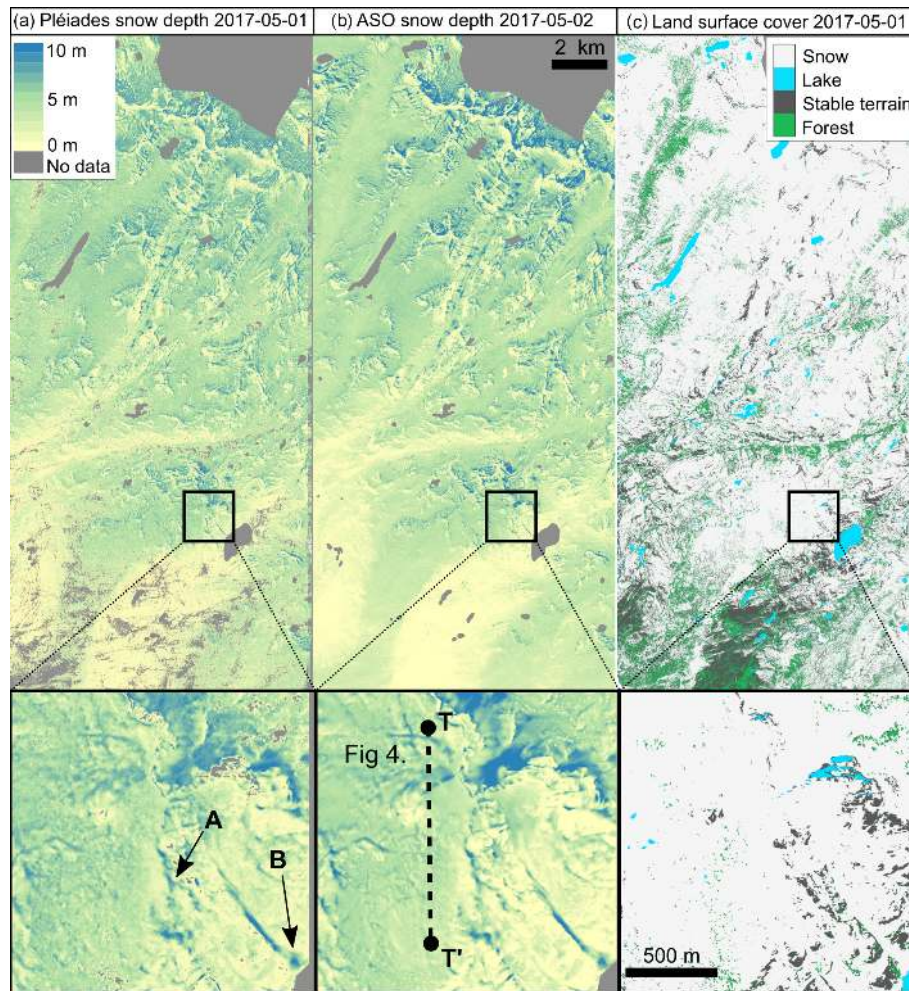 (a) Pléiades snow depth 2017-05-01
(b) ASO snow depth 2017-05-02
(c) Land surface cover 2017-05-01
10 m
5 m
0 m
No data
2 km
Snow
Lake
Stable terrain
Forest
A
B
T
Fig 4.
T'
500 m